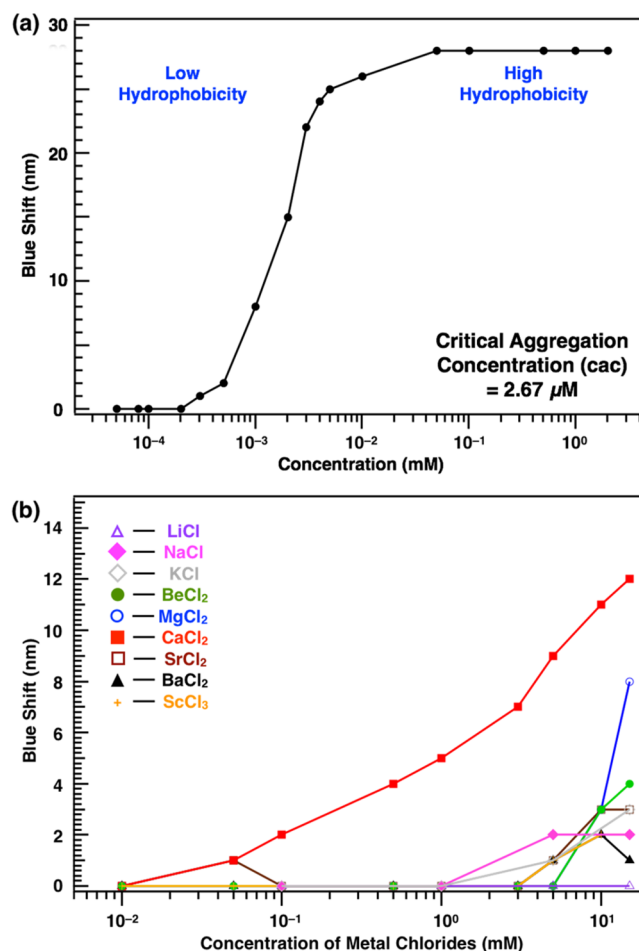 (a)
30
20
10
0
Blue Shift (nm)
Low
Hydrophobicity
High
Hydrophobicity
Critical Aggregation
Concentration (cac)
= 2.67 µM
10⁻⁴ 10⁻³ 10⁻² 10⁻¹ 10⁰
Concentration (mM)
(b)
14
12
10
8
6
4
2
0
Blue Shift (nm)
LiCl
NaCl
KCl
BeCl₂
MgCl₂
CaCl₂
SrCl₂
BaCl₂
ScCl₃
10⁻² 10⁻¹ 10⁰ 10¹
Concentration of Metal Chlorides (mM)